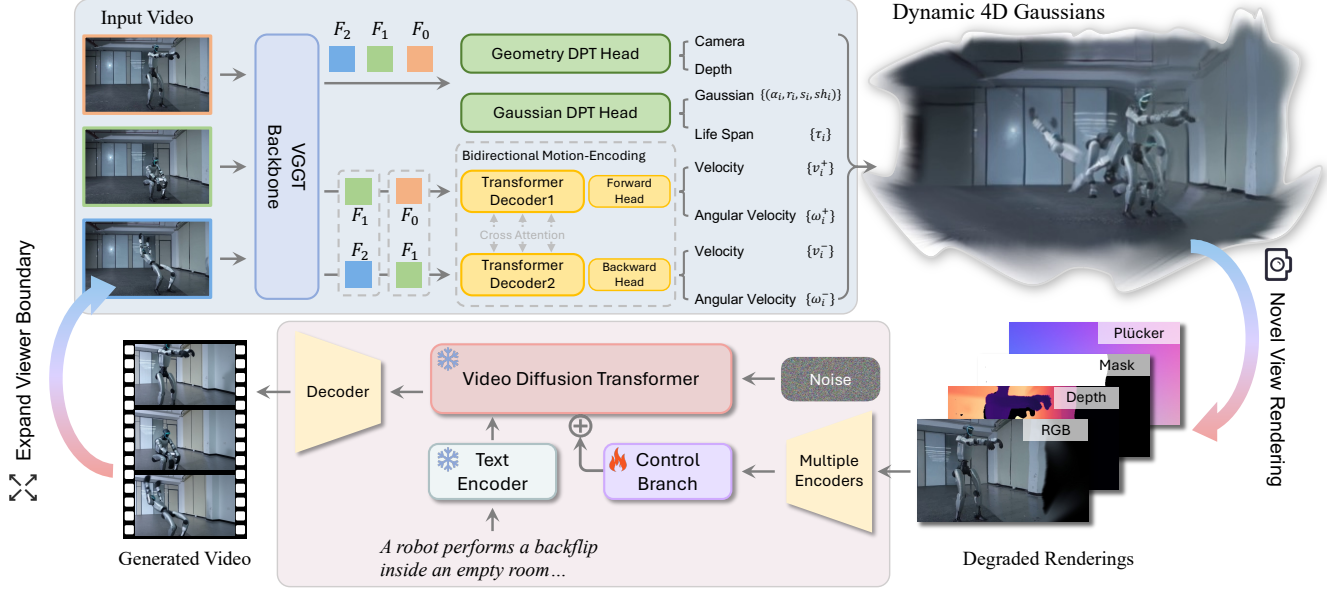 Input Video
Dynamic 4D Gaussians
VGGT
Backbone
F₂ F₁ F₀
Geometry DPT Head
Camera
Depth
Gaussian DPT Head
Gaussian {(αᵢ, rᵢ, sᵢ, shᵢ)}
Life Span {τᵢ}
Bidirectional Motion-Encoding
F₁ F₀
Transformer
Decoder1
Forward
Head
Velocity {vᵢ⁺}
Angular Velocity {ωᵢ⁺}
Cross Attention
F₂ F₁
Transformer
Decoder2
Backward
Head
Velocity {vᵢ⁻}
Angular Velocity {ωᵢ⁻}
Novel View Rendering
Expand Viewer Boundary
Plücker
Mask
Depth
RGB
Degraded Renderings
Multiple
Encoders
Control
Branch
Noise
Video Diffusion Transformer
Text
Encoder
A robot performs a backflip
inside an empty room…
Decoder
Generated Video